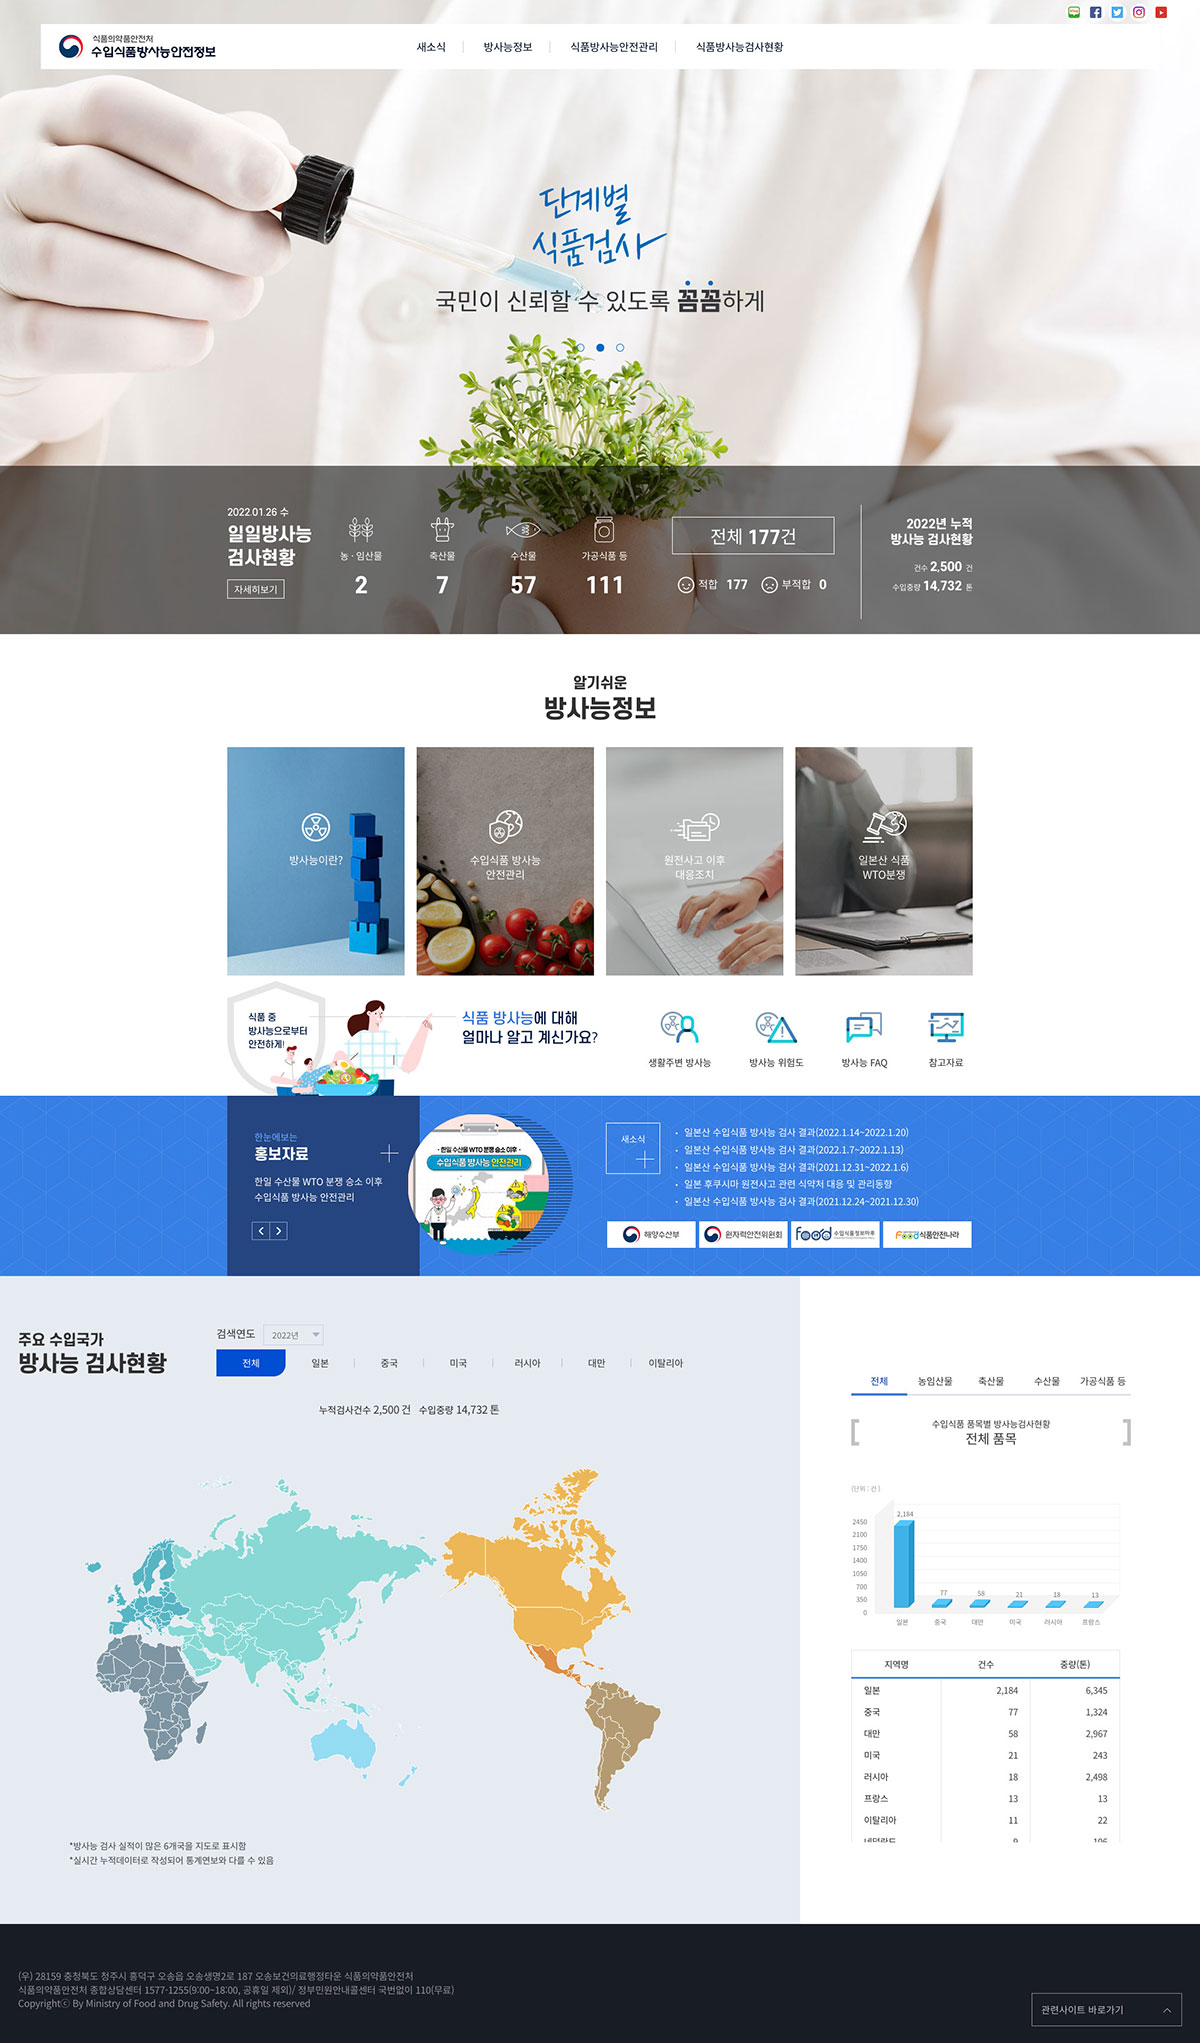 식품의약품안전처
수입식품방사능안전정보
새소식
방사능정보
식품방사능안전관리
식품방사능검사현황
단계별
식품검사
국민이 신뢰할 수 있도록 꼼꼼하게
2022.01.26 수
일일방사능
검사현황
자세히보기
농·임산물
2
축산물
7
수산물
57
가공식품 등
111
전체 177건
적합 177 부적합 0
2022년 누적
방사능 검사현황
건수 2,500 건
수입중량 14,732 톤
알기쉬운
방사능정보
방사능이란?
수입식품 방사능
안전관리
원전사고 이후
대응조치
일본산 식품
WTO분쟁
식품 중
방사능으로부터
안전하게!
식품 방사능에 대해
얼마나 알고 계신가요?
생활주변 방사능
방사능 위험도
방사능 FAQ
참고자료
한눈에보는
홍보자료
한일 수산물 WTO 분쟁 승소 이후
수입식품 방사능 안전관리
·한일 수산물 WTO 분쟁 승소 이후·
수입식품 방사능 안전관리
새소식
· 일본산 수입식품 방사능 검사 결과(2022.1.14~2022.1.20)
· 일본산 수입식품 방사능 검사 결과(2022.1.7~2022.1.13)
· 일본산 수입식품 방사능 검사 결과(2021.12.31~2022.1.6)
· 일본 후쿠시마 원전사고 관련 식약처 대응 및 관리동향
· 일본산 수입식품 방사능 검사 결과(2021.12.24~2021.12.30)
해양수산부
원자력안전위원회
food 수입식품정보마루
Food식품안전나라
주요 수입국가
방사능 검사현황
검색연도 2022년
전체
일본
중국
미국
러시아
대만
이탈리아
누적검사건수 2,500 건 수입중량 14,732 톤
*방사능 검사 실적이 많은 6개국을 지도로 표시함
*실시간 누적데이터로 작성되어 통계연보와 다를 수 있음
전체 농임산물 축산물 수산물 가공식품 등
수입식품 품목별 방사능검사현황
전체 품목
(단위 : 건 )
2450
2100
1750
1400
1050
700
350
0
2,184
77
58
21
18
13
일본 중국 대만 미국 러시아 프랑스
지역명 건수 중량(톤)
일본 2,184 6,345
중국 77 1,324
대만 58 2,967
미국 21 243
러시아 18 2,498
프랑스 13 13
이탈리아 11 22
네덜란드 9 106
(우) 28159 충청북도 청주시 흥덕구 오송읍 오송생명2로 187 오송보건의료행정타운 식품의약품안전처
식품의약품안전처 종합상담센터 1577-1255(9:00~18:00, 공휴일 제외)/ 정부민원안내콜센터 국번없이 110(무료)
Copyrightⓒ By Ministry of Food and Drug Safety. All rights reserved
관련사이트 바로가기